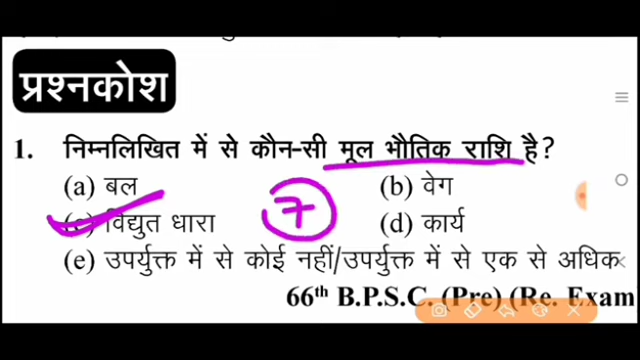 प्रश्नकोश
1. निम्नलिखित में से कौन-सी मूल भौतिक राशि है?
(a) बल (b) वेग
(c) विद्युत धारा 7 (d) कार्य
(e) उपर्युक्त में से कोई नहीं/उपर्युक्त में से एक से अधिक
66th B.P.S.C. (Pre) (Re. Exam